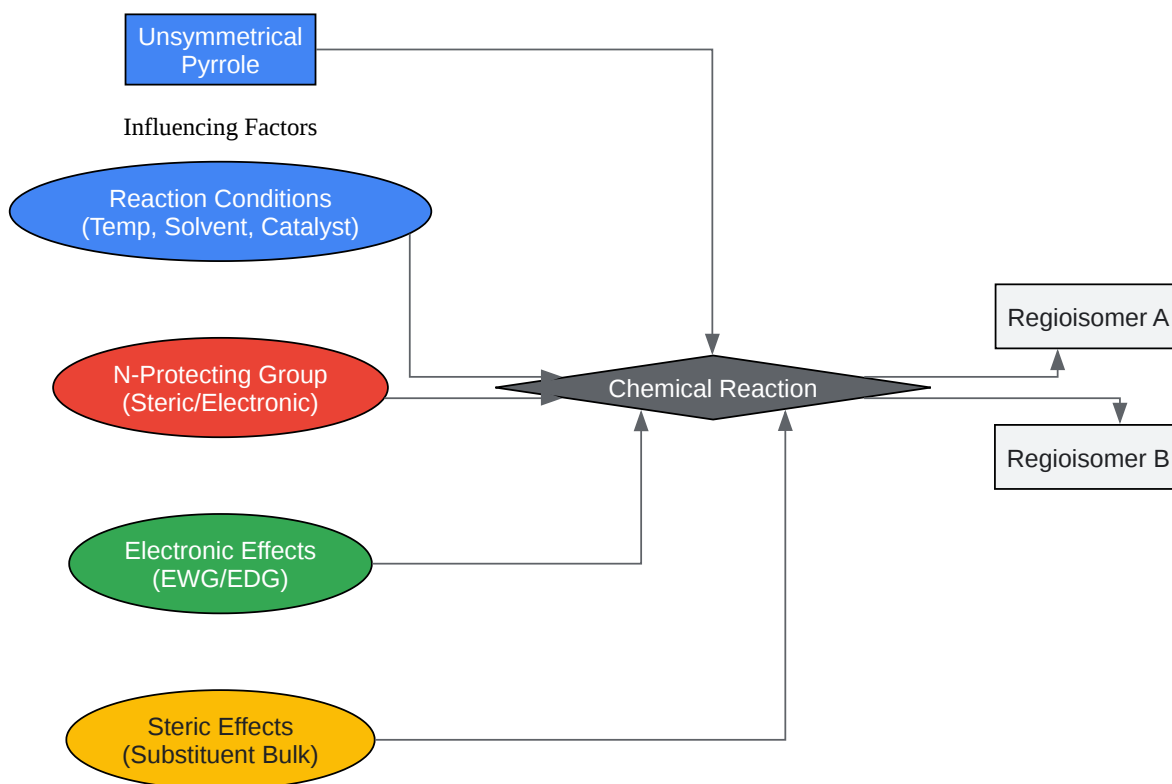 Unsymmetrical
Pyrrole
Influencing Factors
Reaction Conditions
(Temp, Solvent, Catalyst)
N-Protecting Group
(Steric/Electronic)
Chemical Reaction
Regioisomer A
Regioisomer B
Electronic Effects
(EWG/EDG)
Steric Effects
(Substituent Bulk)